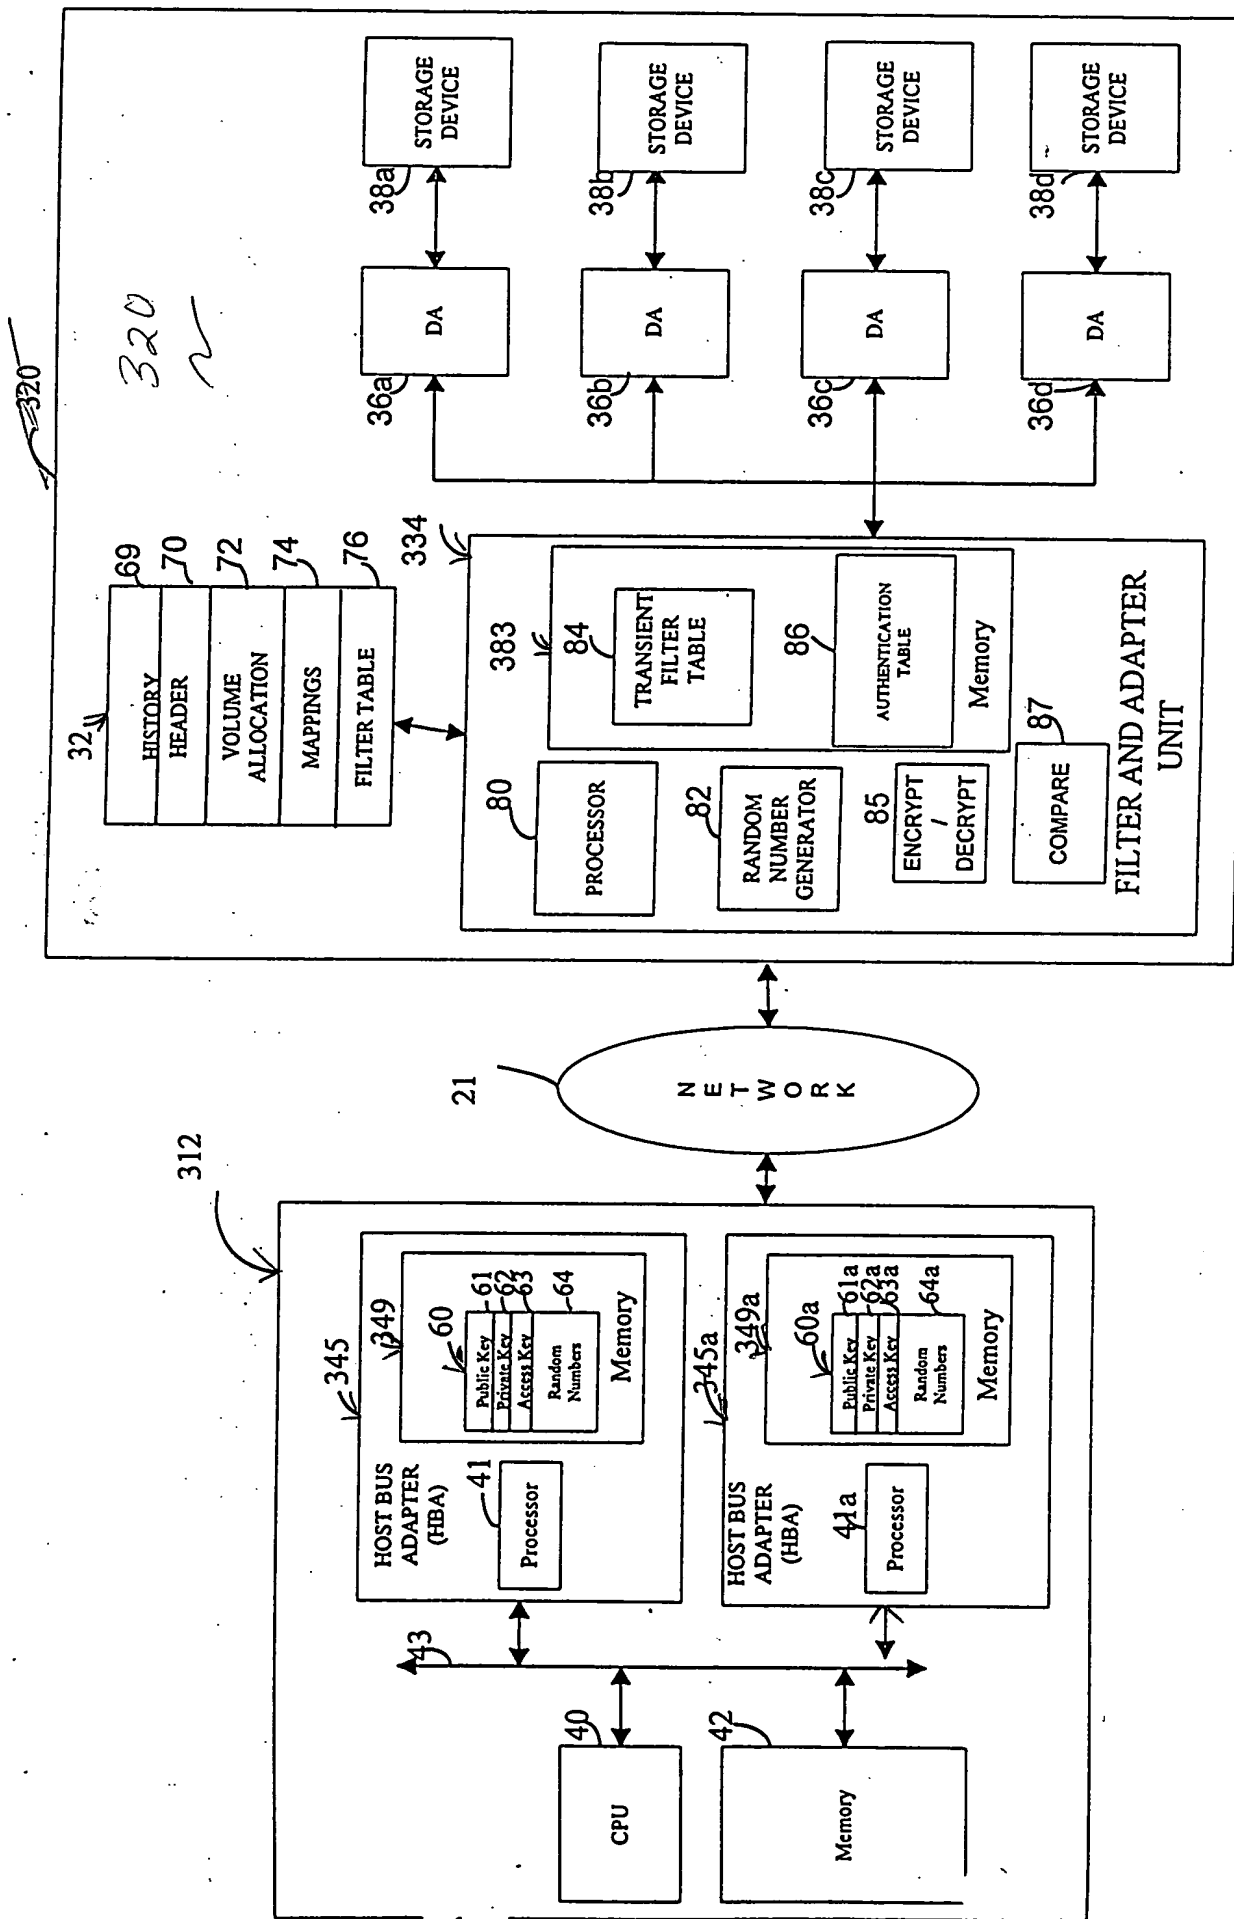 320
320
32
HISTORY
69
HEADER
70
VOLUME
ALLOCATION
72
MAPPINGS
74
FILTER TABLE
76
334
383
84
TRANSIENT
FILTER
TABLE
86
AUTHENTICATION
TABLE
Memory
80
PROCESSOR
82
RANDOM
NUMBER
GENERATOR
85
ENCRYPT
/
DECRYPT
87
COMPARE
FILTER AND ADAPTER
UNIT
36a
DA
38a
STORAGE
DEVICE
36b
DA
38b
STORAGE
DEVICE
36c
DA
38c
STORAGE
DEVICE
36d
DA
38d
STORAGE
DEVICE
21
NETWORK
312
345
349
60
Public Key
61
Private Key
62
Access Key
63
Random
Numbers
64
Memory
HOST BUS
ADAPTER
(HBA)
41
Processor
345a
349a
60a
Public Key
61a
Private Key
62a
Access Key
63a
Random
Numbers
64a
Memory
HOST BUS
ADAPTER
(HBA)
41a
Processor
43
40
CPU
42
Memory